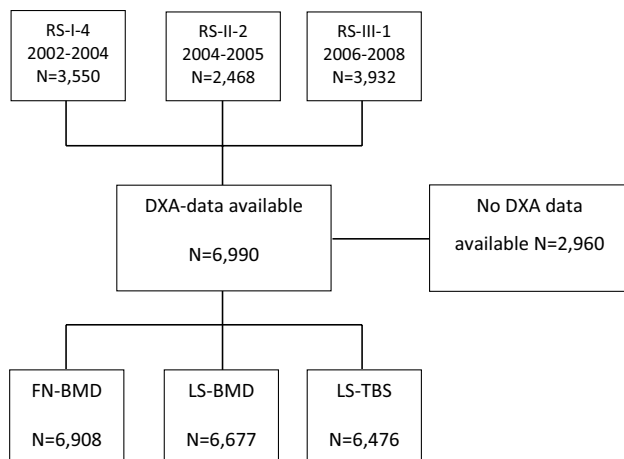 RS-I-4
2002-2004
N=3,550
RS-II-2
2004-2005
N=2,468
RS-III-1
2006-2008
N=3,932
DXA-data available
N=6,990
No DXA data
available N=2,960
FN-BMD
N=6,908
LS-BMD
N=6,677
LS-TBS
N=6,476